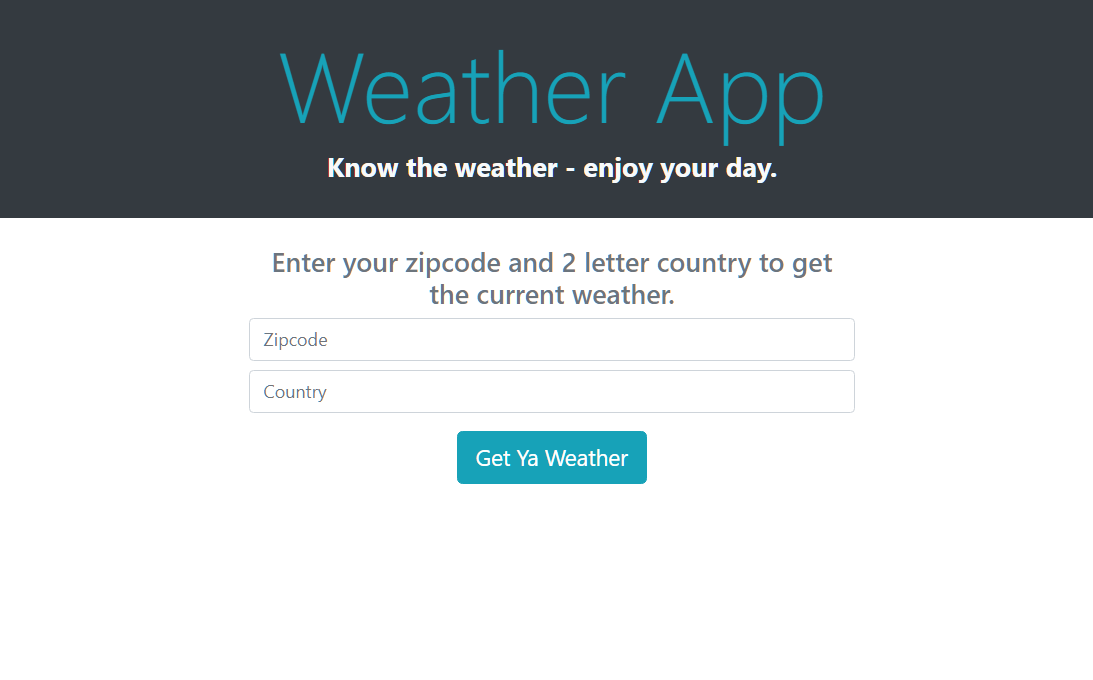 Weather App
Know the weather - enjoy your day.
Enter your zipcode and 2 letter country to get
the current weather.
Zipcode
Country
Get Ya Weather